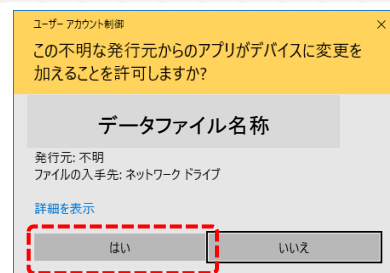 ユーザー アカウント制御
この不明な発行元からのアプリがデバイスに変更を
加えることを許可しますか?
データファイル名称
発行元: 不明
ファイルの入手先: ネットワーク ドライブ
詳細を表示
はい
いいえ